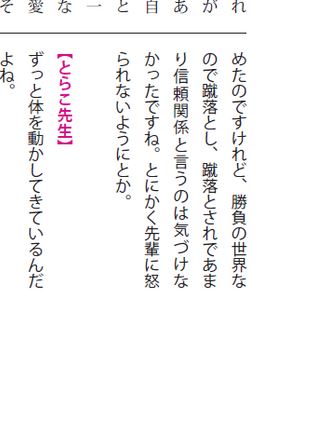 れ
が
あ
自
と
一
な
愛
そ
めたのですけれど、勝負の世界な
ので蹴落とし、蹴落とされであま
り信頼関係と言うのは気づけな
かったですね。とにかく先輩に怒
られないようにとか。
【とらこ先生】
ずっと体を動かしてきているんだ
よね。